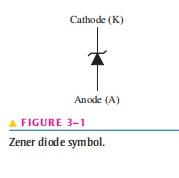 Cathode (K)
Anode (A)
▲ FIGURE 3–1
Zener diode symbol.